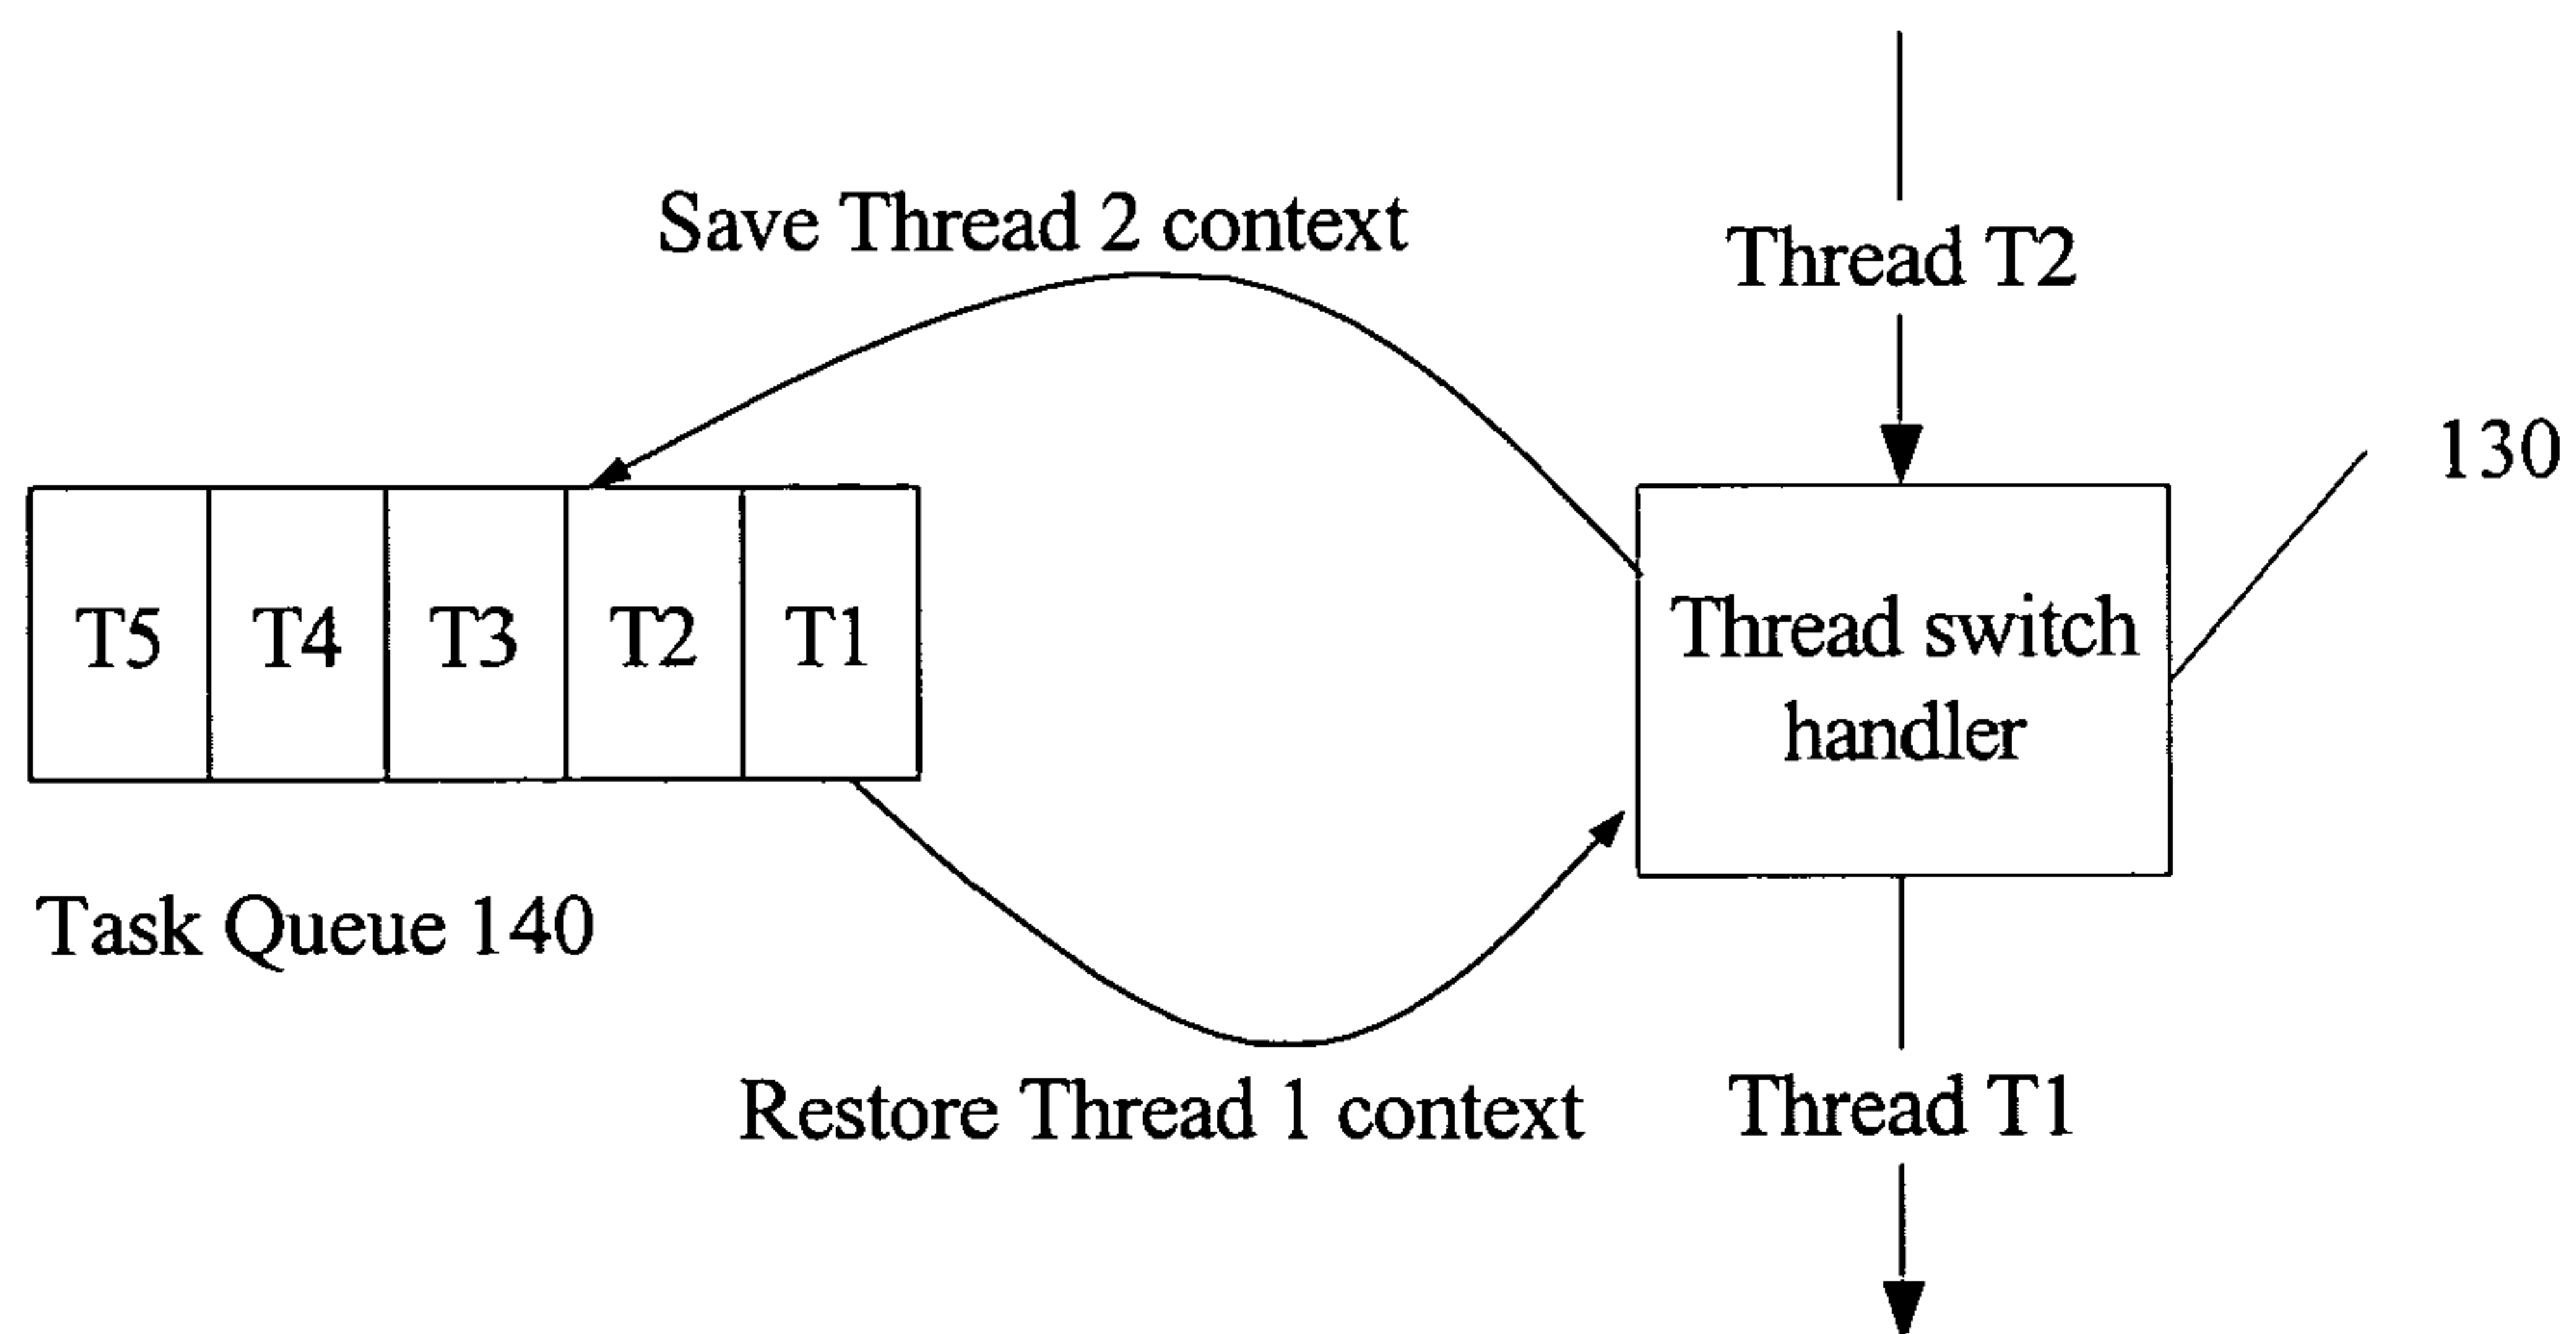 Save Thread 2 context
Thread T2
130
T5 T4 T3 T2 T1
Thread switch
handler
Task Queue 140
Restore Thread 1 context
Thread T1